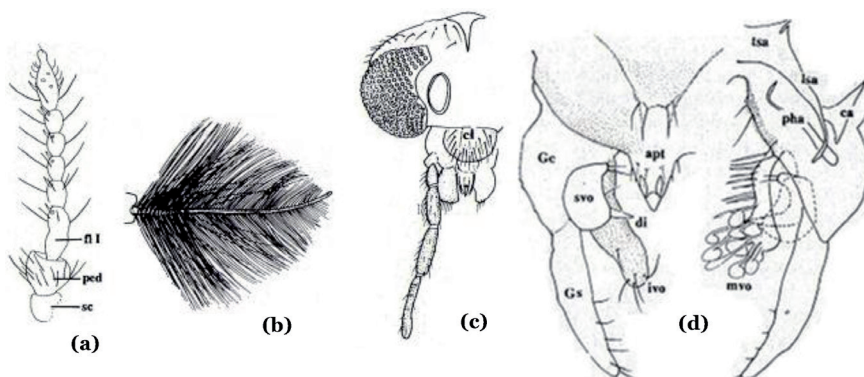 fl I
ped
sc
(a)
(b)
cl
(c)
Gc
svo
Gs
apt
di
ivo
tsa
lsa
ca
pha
mvo
(d)